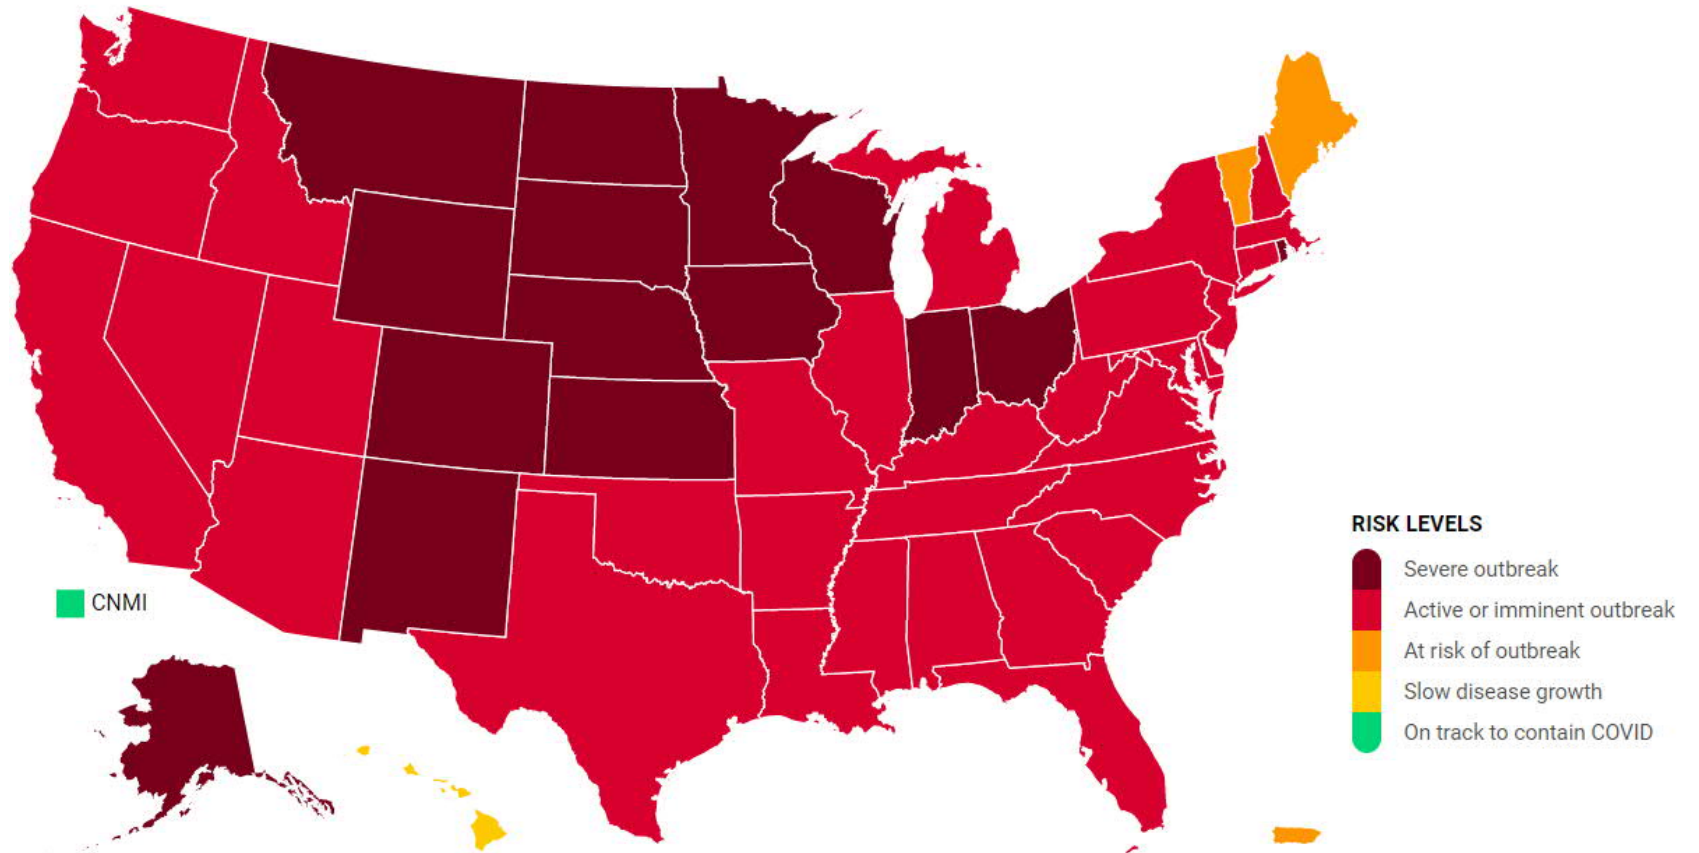 CNMI
RISK LEVELS
Severe outbreak
Active or imminent outbreak
At risk of outbreak
Slow disease growth
On track to contain COVID